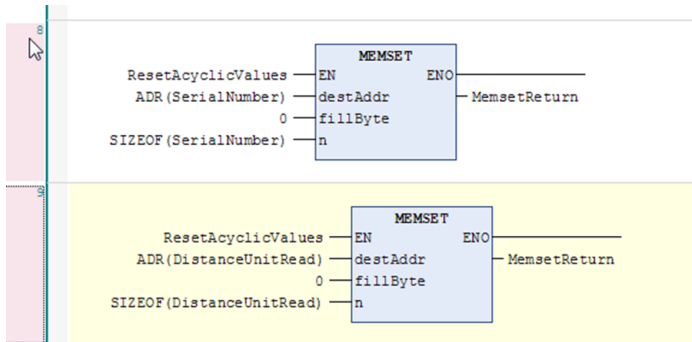 8
MEMSET
ResetAcyclicValues EN ENO
ADR(SerialNumber) destAddr MemsetReturn
0 fillByte
SIZEOF(SerialNumber) n
9
MEMSET
ResetAcyclicValues EN ENO
ADR(DistanceUnitRead) destAddr MemsetReturn
0 fillByte
SIZEOF(DistanceUnitRead) n